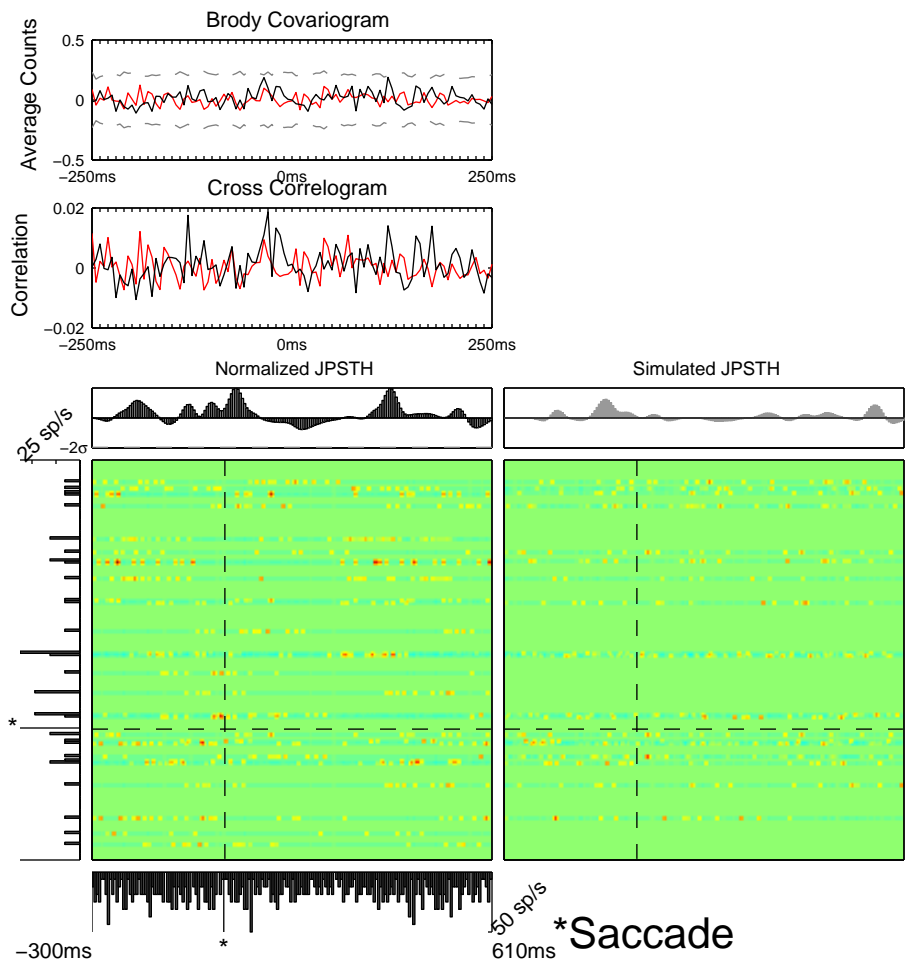 Brody Covariogram
Average Counts
0.5
0
−0.5
−250ms 0ms 250ms
Cross Correlogram
Correlation
0.02
0
−0.02
−250ms 0ms 250ms
Normalized JPSTH Simulated JPSTH
25 sp/s
−2σ
*
*
50 sp/s
*Saccade
−300ms 610ms